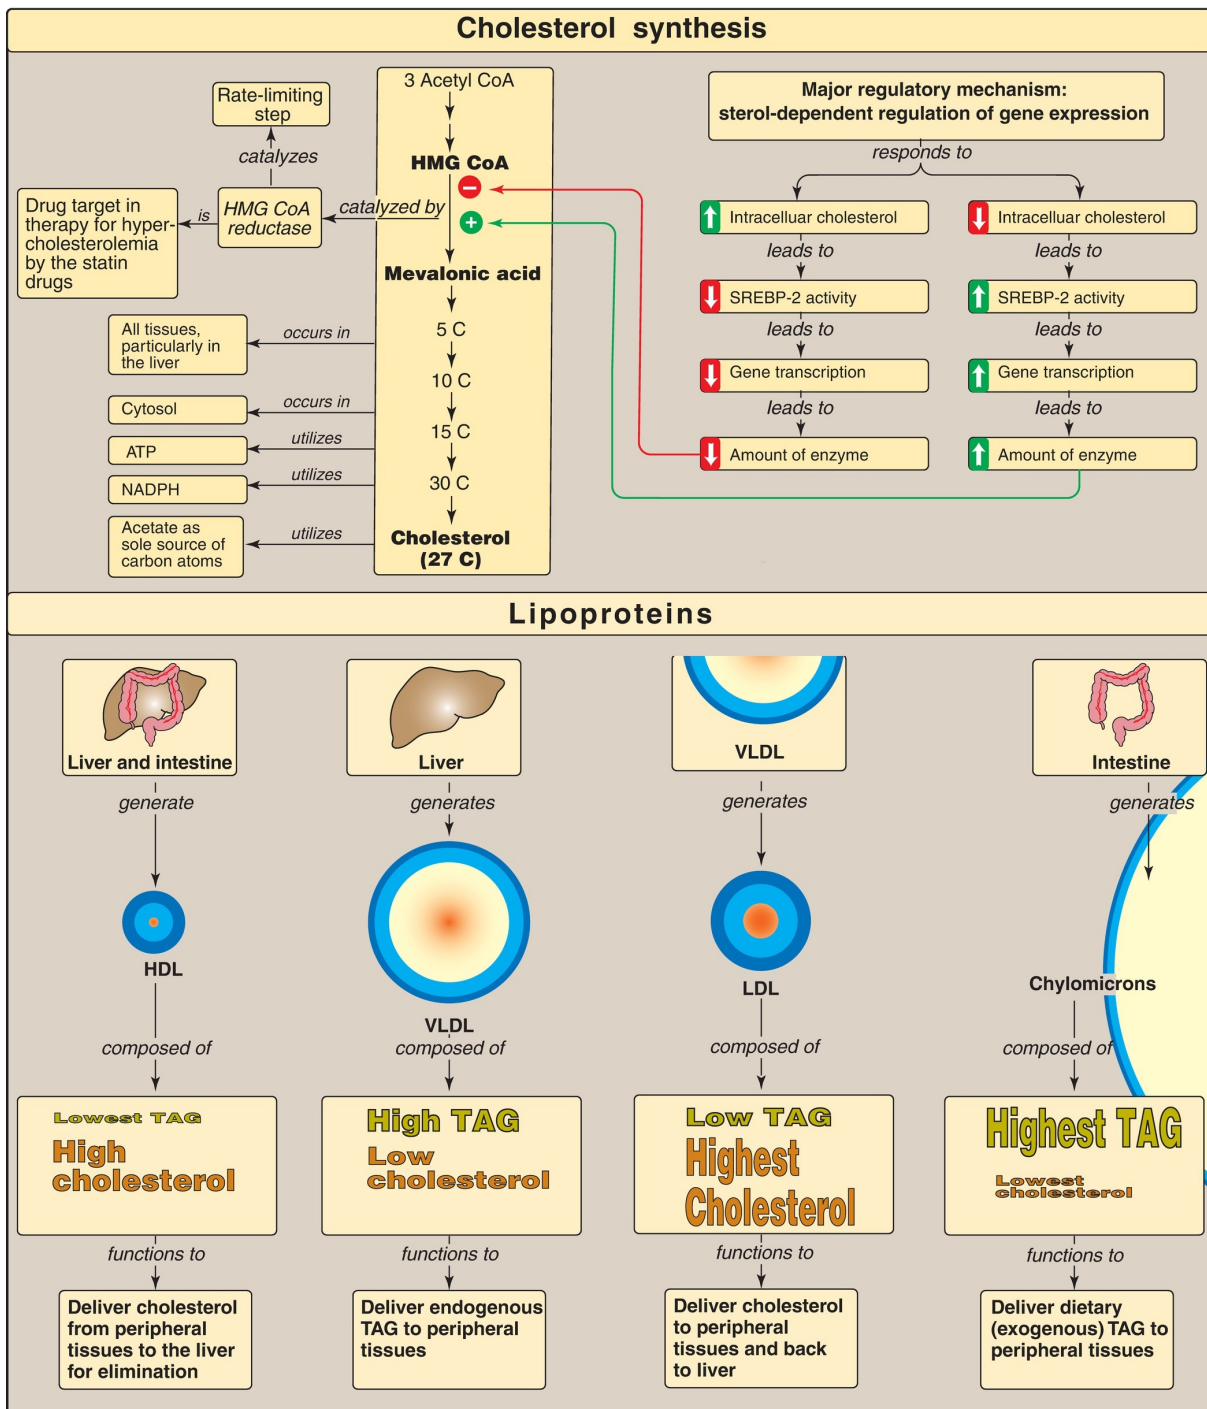 Cholesterol synthesis
3 Acetyl CoA
HMG CoA
Mevalonic acid
5 C
10 C
15 C
30 C
Cholesterol
(27 C)
catalyzed by
HMG CoA
reductase
catalyzes
Rate-limiting
step
is
Drug target in
therapy for hyper-
cholesterolemia
by the statin
drugs
occurs in
All tissues,
particularly in
the liver
occurs in
Cytosol
utilizes
ATP
utilizes
NADPH
utilizes
Acetate as
sole source of
carbon atoms
−
+
Major regulatory mechanism:
sterol-dependent regulation of gene expression
responds to
Intracelluar cholesterol
leads to
SREBP-2 activity
leads to
Gene transcription
leads to
Amount of enzyme
Intracelluar cholesterol
leads to
SREBP-2 activity
leads to
Gene transcription
leads to
Amount of enzyme
Lipoproteins
Liver and intestine
generate
HDL
composed of
Lowest TAG
High
cholesterol
functions to
Deliver cholesterol
from peripheral
tissues to the liver
for elimination
Liver
generates
VLDL
composed of
High TAG
Low
cholesterol
functions to
Deliver endogenous
TAG to peripheral
tissues
VLDL
generates
LDL
composed of
Low TAG
Highest
Cholesterol
functions to
Deliver cholesterol
to peripheral
tissues and back
to liver
Intestine
generates
Chylomicrons
composed of
Highest TAG
Lowest
cholesterol
functions to
Deliver dietary
(exogenous) TAG to
peripheral tissues